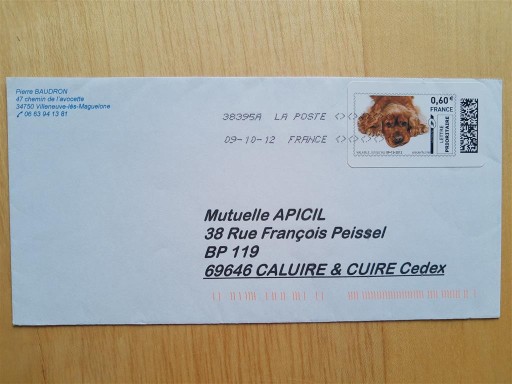 Pierre BAUDRON
47 chemin de l'avocette
34750 Villeneuve-lès-Maguelone
06 63 94 13 81
38395A LA POSTE
09-10-12 FRANCE
0,60 €
FRANCE
LETTRE
PRIORITAIRE
Mutuelle APICIL
38 Rue François Peissel
BP 119
69646 CALUIRE & CUIRE Cedex